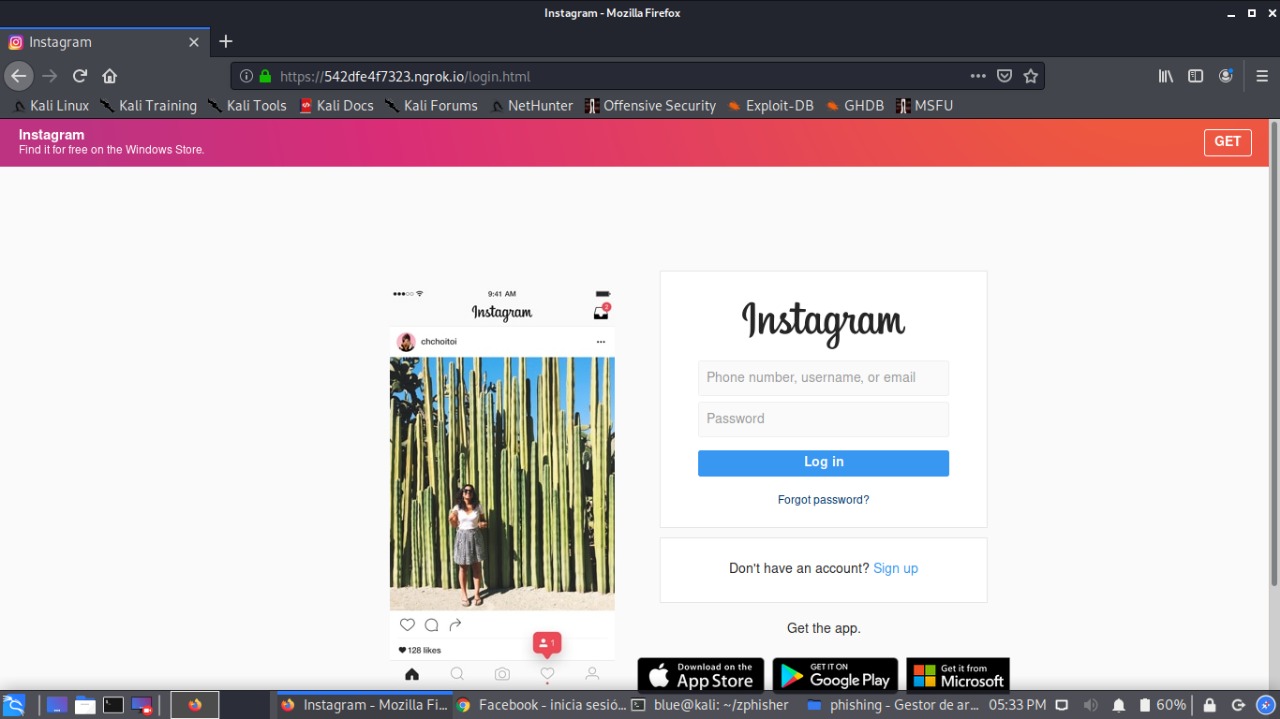 Instagram - Mozilla Firefox
Instagram
https://542dfe4f7323.ngrok.io/login.html
Kali Linux Kali Training Kali Tools Kali Docs Kali Forums NetHunter Offensive Security Exploit-DB GHDB MSFU
Instagram
Find it for free on the Windows Store.
GET
9:41 AM
Instagram
2
chchoitoi
128 likes
1
Instagram
Phone number, username, or email
Password
Log in
Forgot password?
Don't have an account? Sign up
Get the app.
Download on the
App Store
GET IT ON
Google Play
Get it from
Microsoft
Instagram - Mozilla Fi... Facebook - inicia sesió... blue@kali: ~/zphisher phishing - Gestor de ar... 05:33 PM 60%